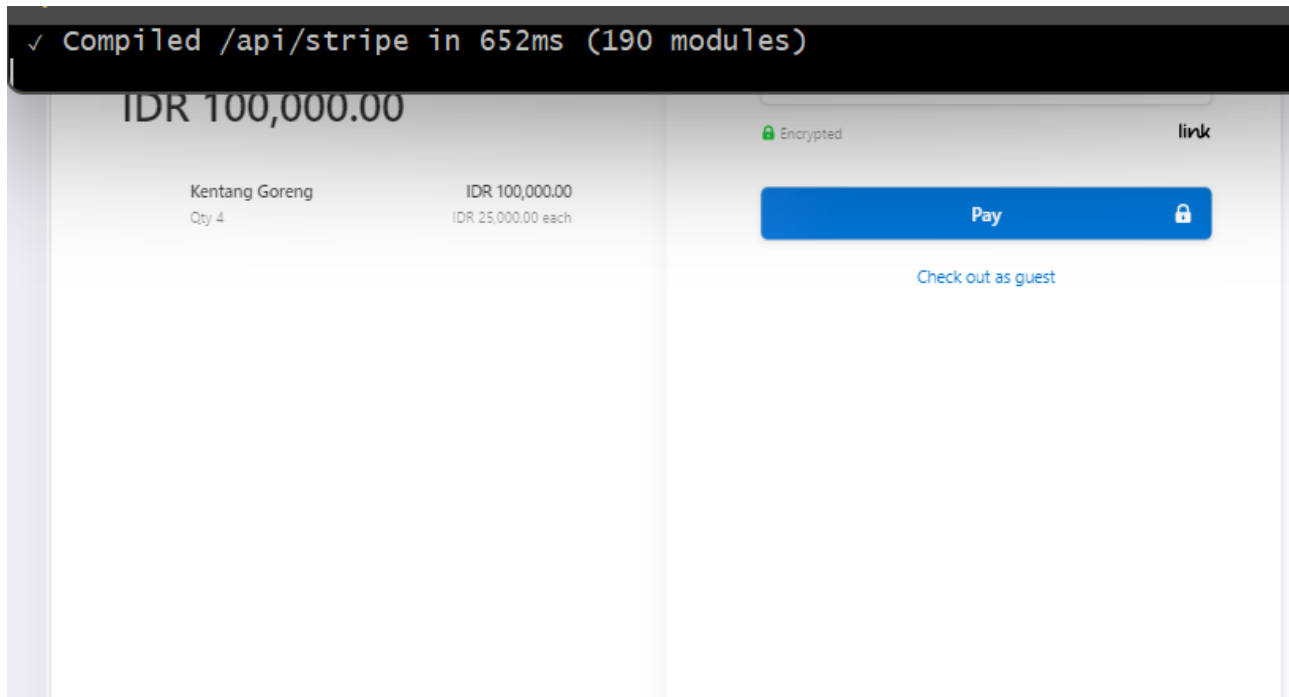 ✓ Compiled /api/stripe in 652ms (190 modules)
IDR 100,000.00
Kentang Goreng IDR 100,000.00
Qty 4 IDR 25,000.00 each
Encrypted link
Pay
Check out as guest